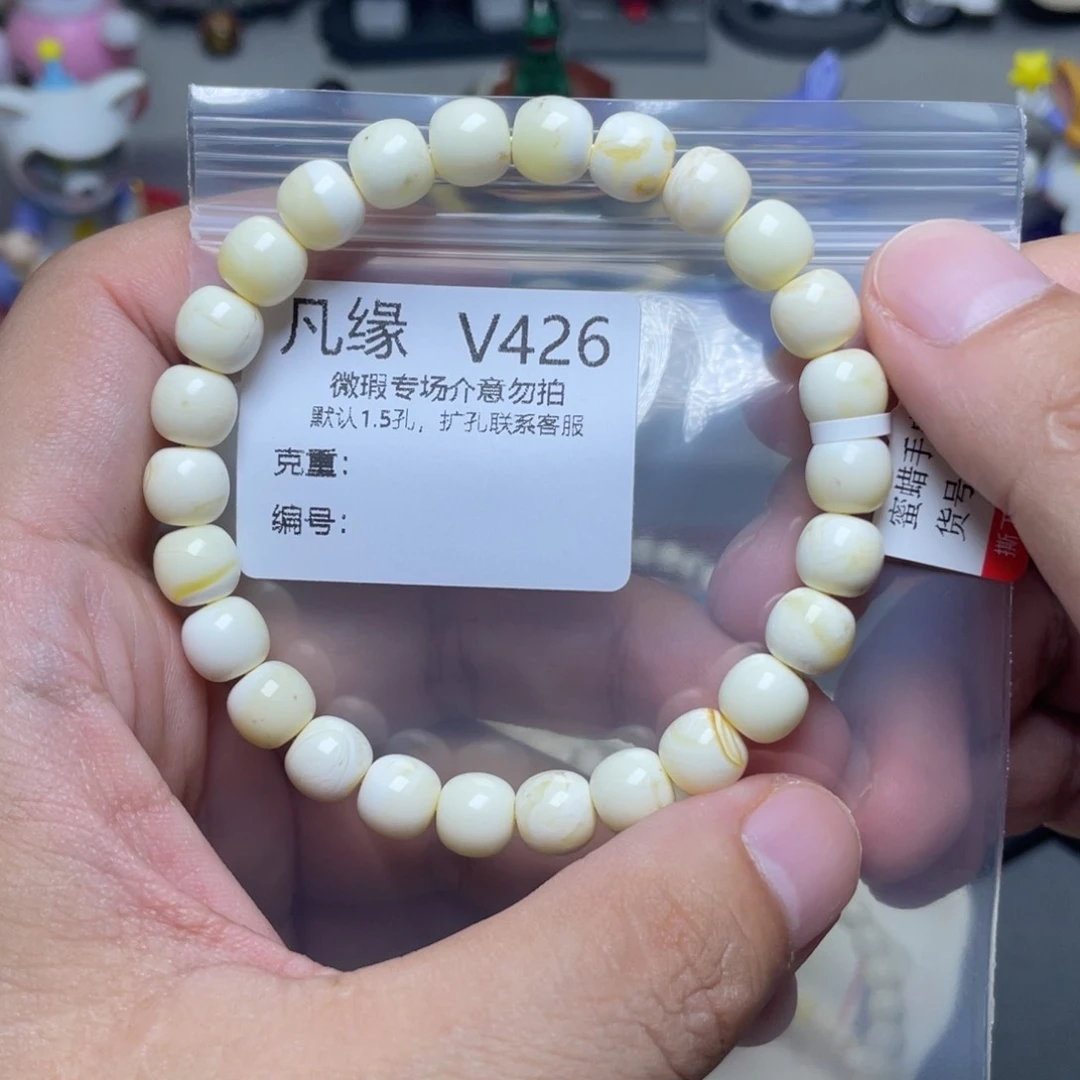 凡缘 V426
微瑕专场介意勿拍
默认1.5孔，扩孔联系客服
克重：
编号：
蜜蜡手
货号
撕